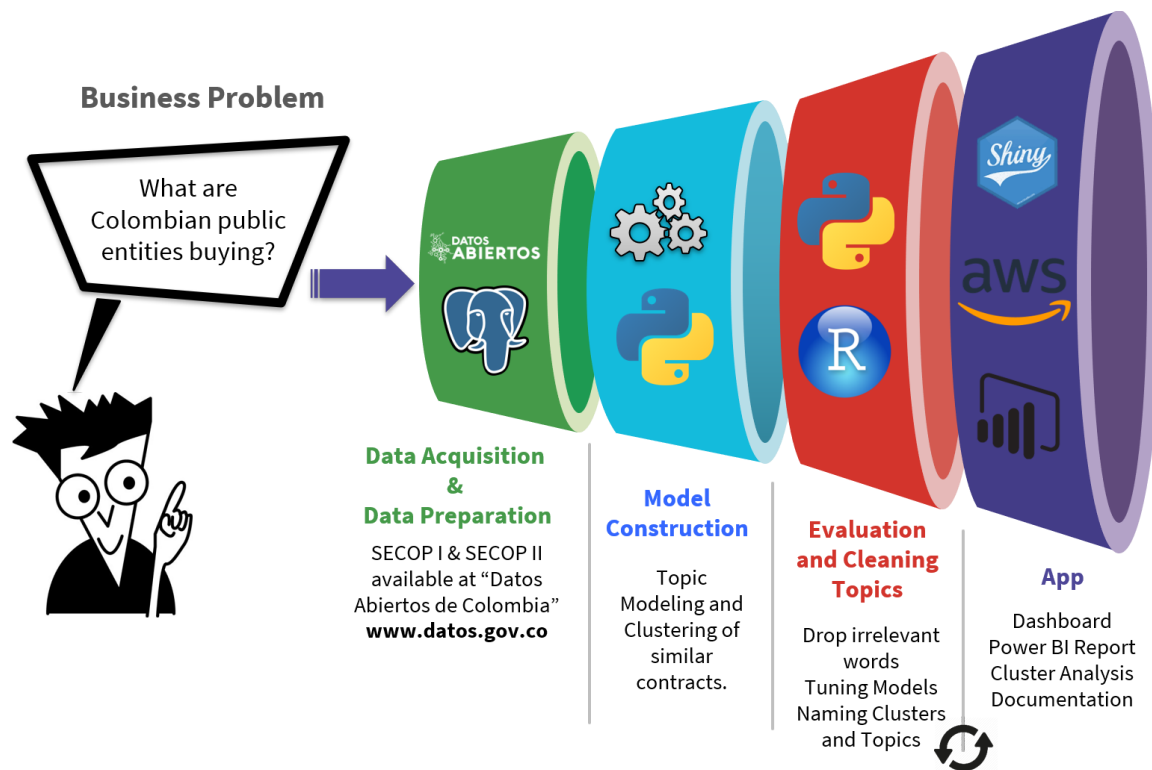 Business Problem
What are
Colombian public
entities buying?
DATOS
ABIERTOS
R
Shiny
aws
Data Acquisition
&
Data Preparation
SECOP I & SECOP II
available at “Datos
Abiertos de Colombia”
www.datos.gov.co
Model
Construction
Topic
Modeling and
Clustering of
similar
contracts.
Evaluation
and Cleaning
Topics
Drop irrelevant
words
Tuning Models
Naming Clusters
and Topics
App
Dashboard
Power BI Report
Cluster Analysis
Documentation